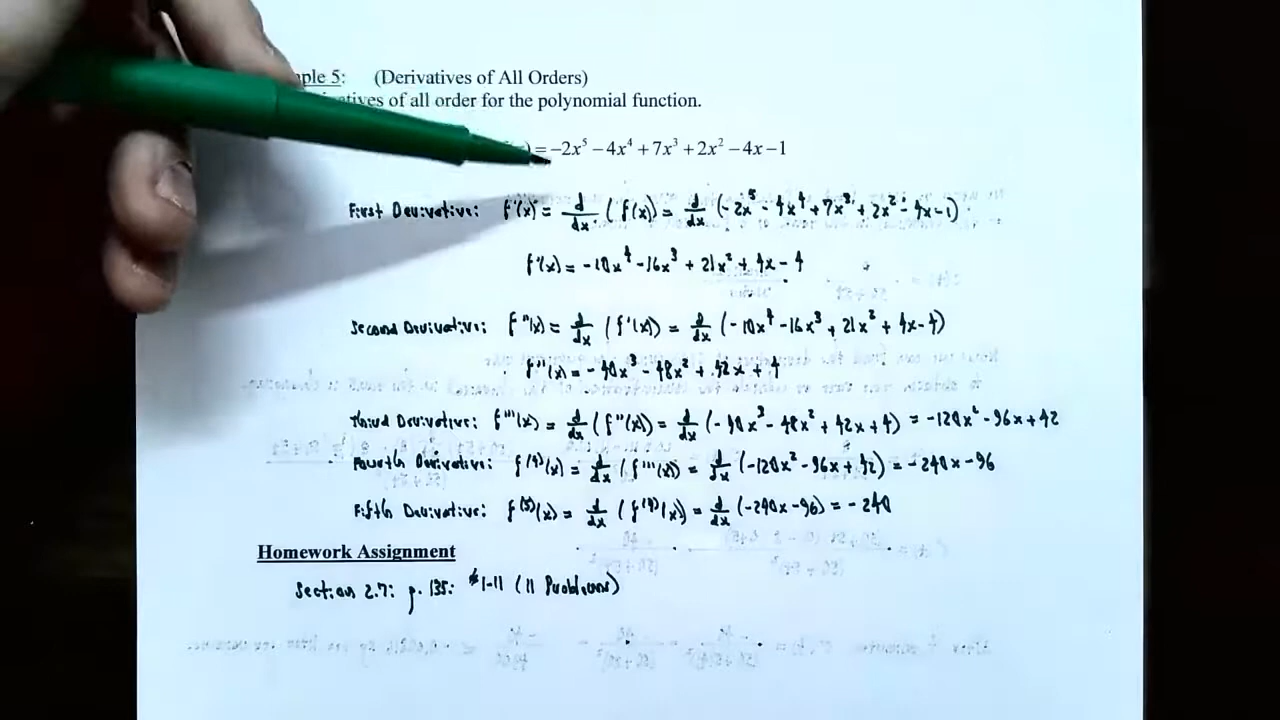 ple 5: (Derivatives of All Orders)
of all order for the polynomial function.
) = −2x⁵ − 4x⁴ + 7x³ + 2x² − 4x − 1
First Derivative: f'(x) = d/dx (f(x)) = d/dx (-2x⁵ - 4x⁴ + 7x³ + 2x² - 4x - 1)
f'(x) = -10x⁴ - 16x³ + 21x² + 4x - 4
Second Derivative: f''(x) = d/dx (f'(x)) = d/dx (-10x⁴ - 16x³ + 21x² + 4x - 4)
f''(x) = -40x³ - 48x² + 42x + 4
Third Derivative: f'''(x) = d/dx (f''(x)) = d/dx (-40x³ - 48x² + 42x + 4) = -120x² - 96x + 42
Fourth Derivative: f⁽⁴⁾(x) = d/dx (f'''(x)) = d/dx (-120x² - 96x + 42) = -240x - 96
Fifth Derivative: f⁽⁵⁾(x) = d/dx (f⁽⁴⁾(x)) = d/dx (-240x - 96) = -240
Homework Assignment
Section 2.7: p. 135: #1-11 (11 Problems)